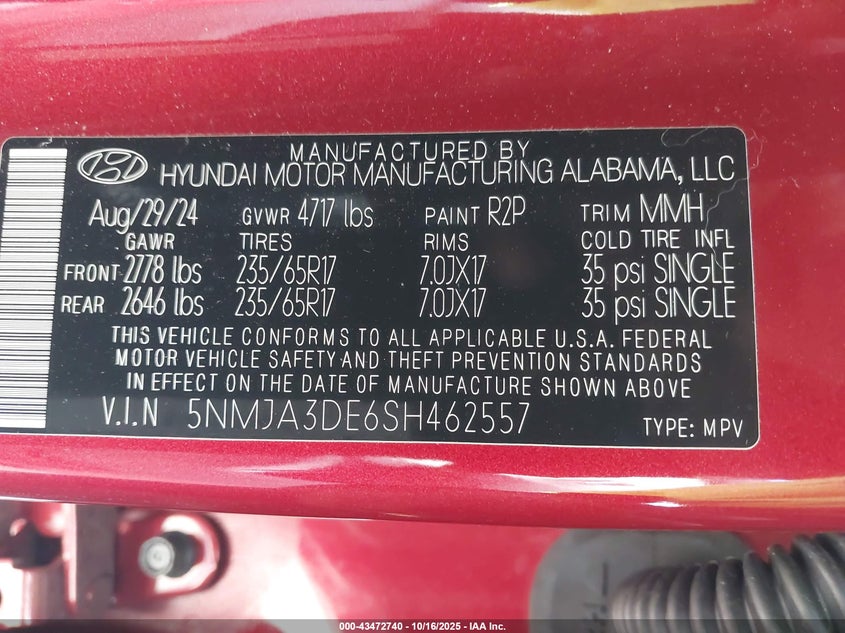 MANUFACTURED BY
HYUNDAI MOTOR MANUFACTURING ALABAMA, LLC
Aug/29/24 GVWR 4717 lbs PAINT R2P TRIM MMH
GAWR TIRES RIMS COLD TIRE INFL
FRONT 2778 lbs 235/65R17 7.0JX17 35 psi SINGLE
REAR 2646 lbs 235/65R17 7.0JX17 35 psi SINGLE
THIS VEHICLE CONFORMS TO ALL APPLICABLE U.S.A. FEDERAL
MOTOR VEHICLE SAFETY AND THEFT PREVENTION STANDARDS
IN EFFECT ON THE DATE OF MANUFACTURE SHOWN ABOVE
V.I.N 5NMJA3DE6SH462557 TYPE: MPV
000-43472740 - 10/16/2025 - IAA Inc.